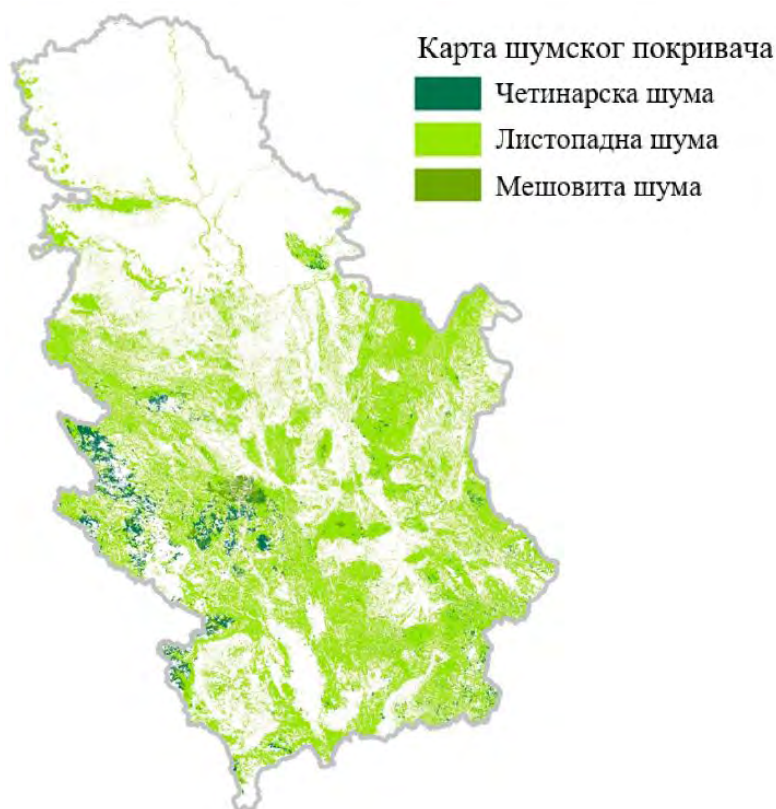 Карта шумског покривача
Четинарска шума
Листопадна шума
Мешовита шума